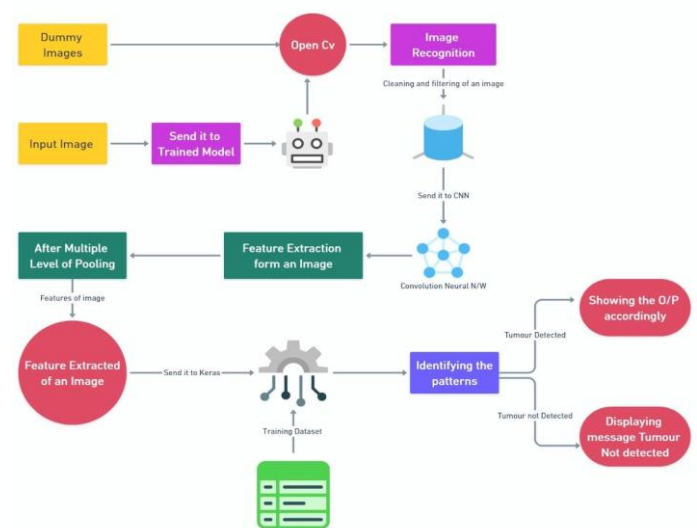 Dummy
Images
Open Cv
Image
Recognition
Cleaning and filtering of an image
Input Image
Send it to
Trained Model
Send it to CNN
Convolution Neural N/W
Feature Extraction
form an Image
After Multiple
Level of Pooling
Features of image
Feature Extracted
of an Image
Send it to Keras
Training Dataset
Identifying the
patterns
Tumour Detected
Showing the O/P
accordingly
Tumour not Detected
Displaying
message Tumour
Not detected